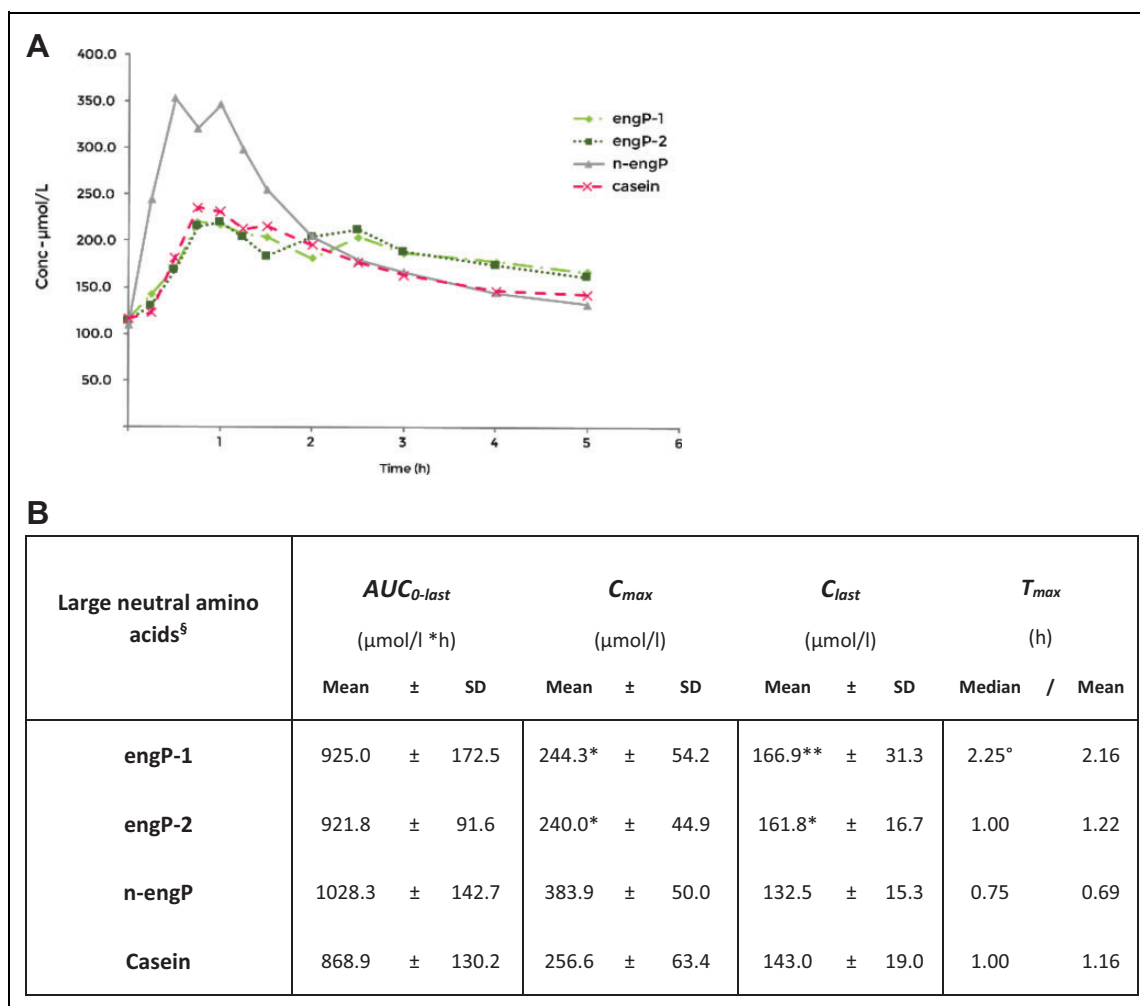 A
400.0
350.0
300.0
250.0
200.0
150.0
100.0
50.0
Conc -µmol/L
1 2 3 4 5 6
Time (h)
engP-1
engP-2
n-engP
casein
B
Large neutral amino acids§ AUC0-last Cmax Clast Tmax
(µmol/l *h) (µmol/l) (µmol/l) (h)
Mean ± SD Mean ± SD Mean ± SD Median / Mean
engP-1 925.0 ± 172.5 244.3* ± 54.2 166.9** ± 31.3 2.25° 2.16
engP-2 921.8 ± 91.6 240.0* ± 44.9 161.8* ± 16.7 1.00 1.22
n-engP 1028.3 ± 142.7 383.9 ± 50.0 132.5 ± 15.3 0.75 0.69
Casein 868.9 ± 130.2 256.6 ± 63.4 143.0 ± 19.0 1.00 1.16